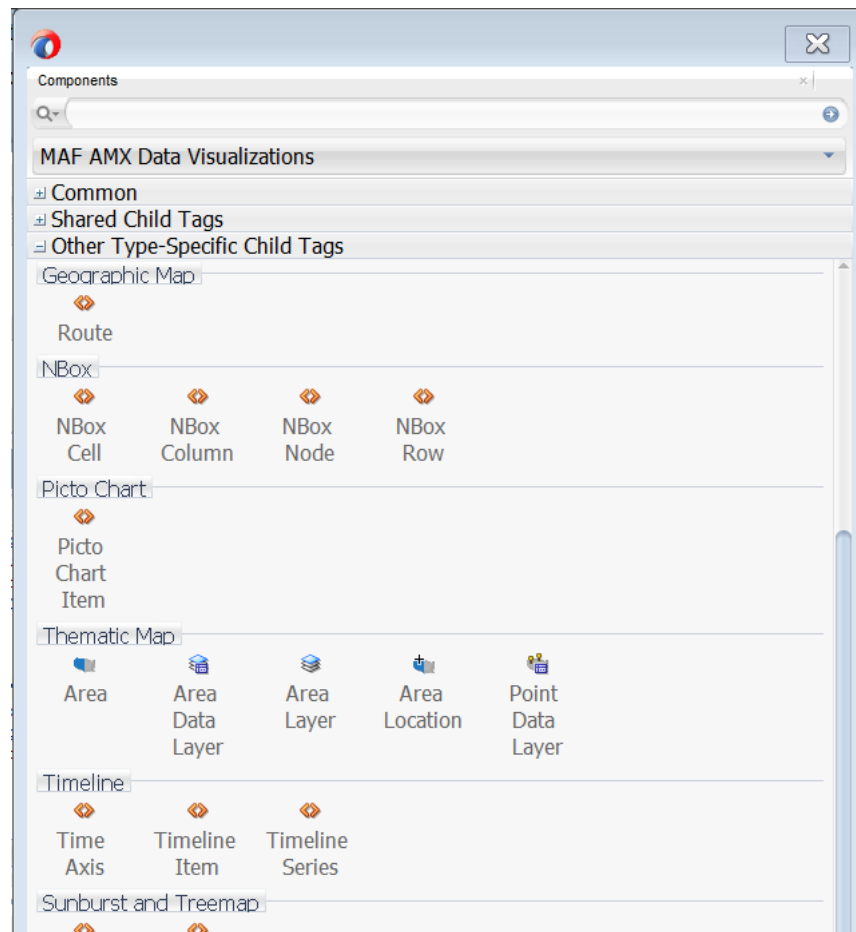 Components
MAF AMX Data Visualizations
Common
Shared Child Tags
Other Type-Specific Child Tags
Geographic Map
Route
NBox
NBox NBox NBox NBox
Cell Column Node Row
Picto Chart
Picto
Chart
Item
Thematic Map
Area Area Area Area Point
Data Layer Location Data
Layer Layer
Timeline
Time Timeline Timeline
Axis Item Series
Sunburst and Treemap